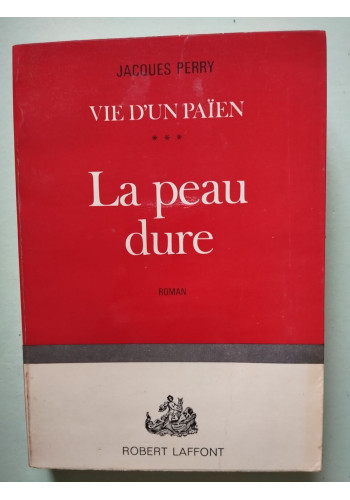 JACQUES PERRY
VIE D'UN PAÏEN
* * *
La peau
dure
ROMAN
ROBERT LAFFONT